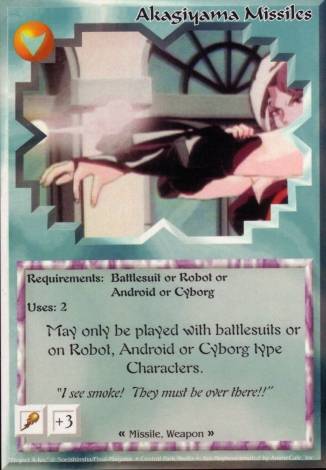 Akagiyama Missiles
Requirements: Battlesuit or Robot or
Android or Cyborg
Uses: 2
May only be played with battlesuits or
on Robot, Android or Cyborg type
Characters.
"I see smoke! They must be over there!!"
+3
« Missile, Weapon »